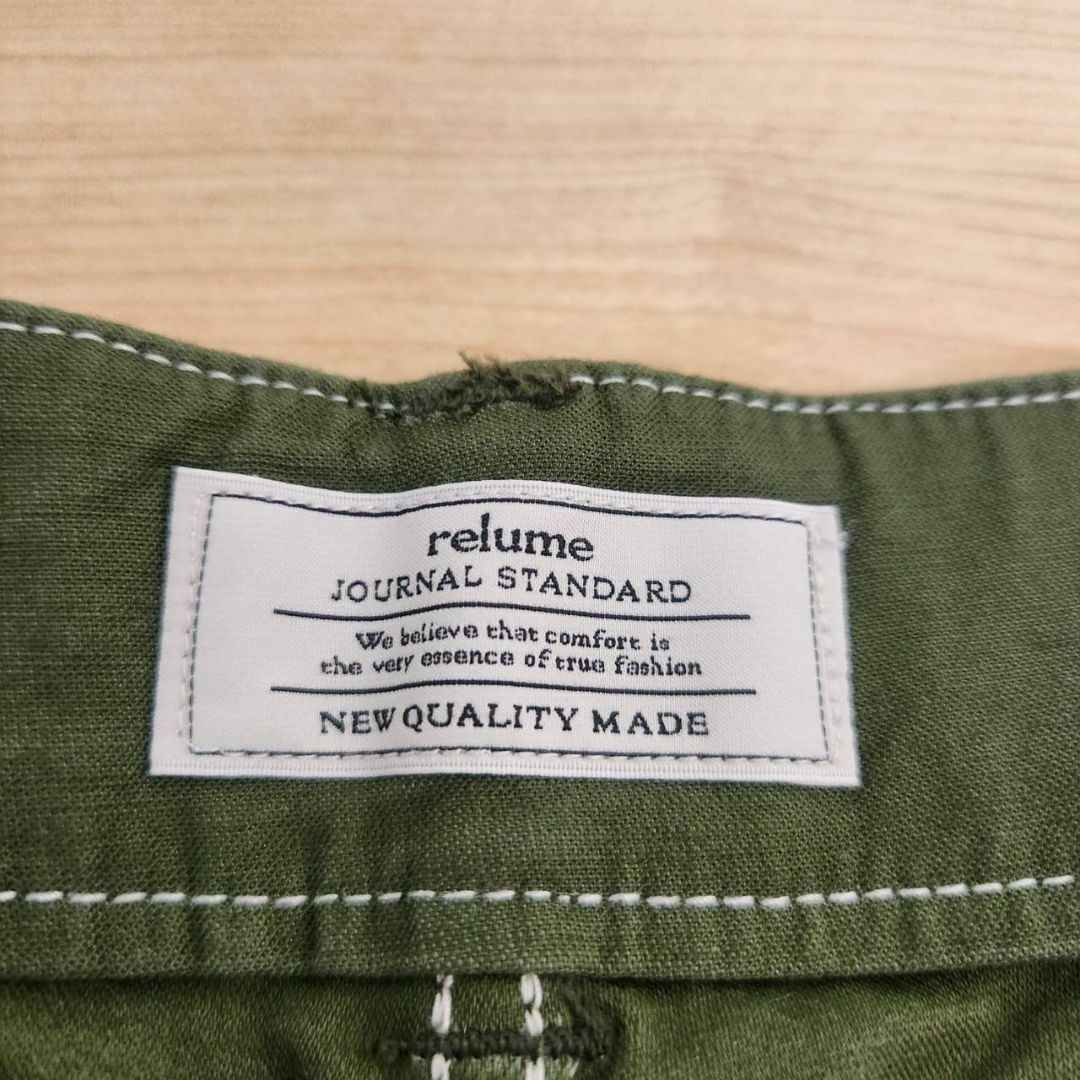 relume
JOURNAL STANDARD
We believe that comfort is
the very essence of true fashion
NEW QUALITY MADE